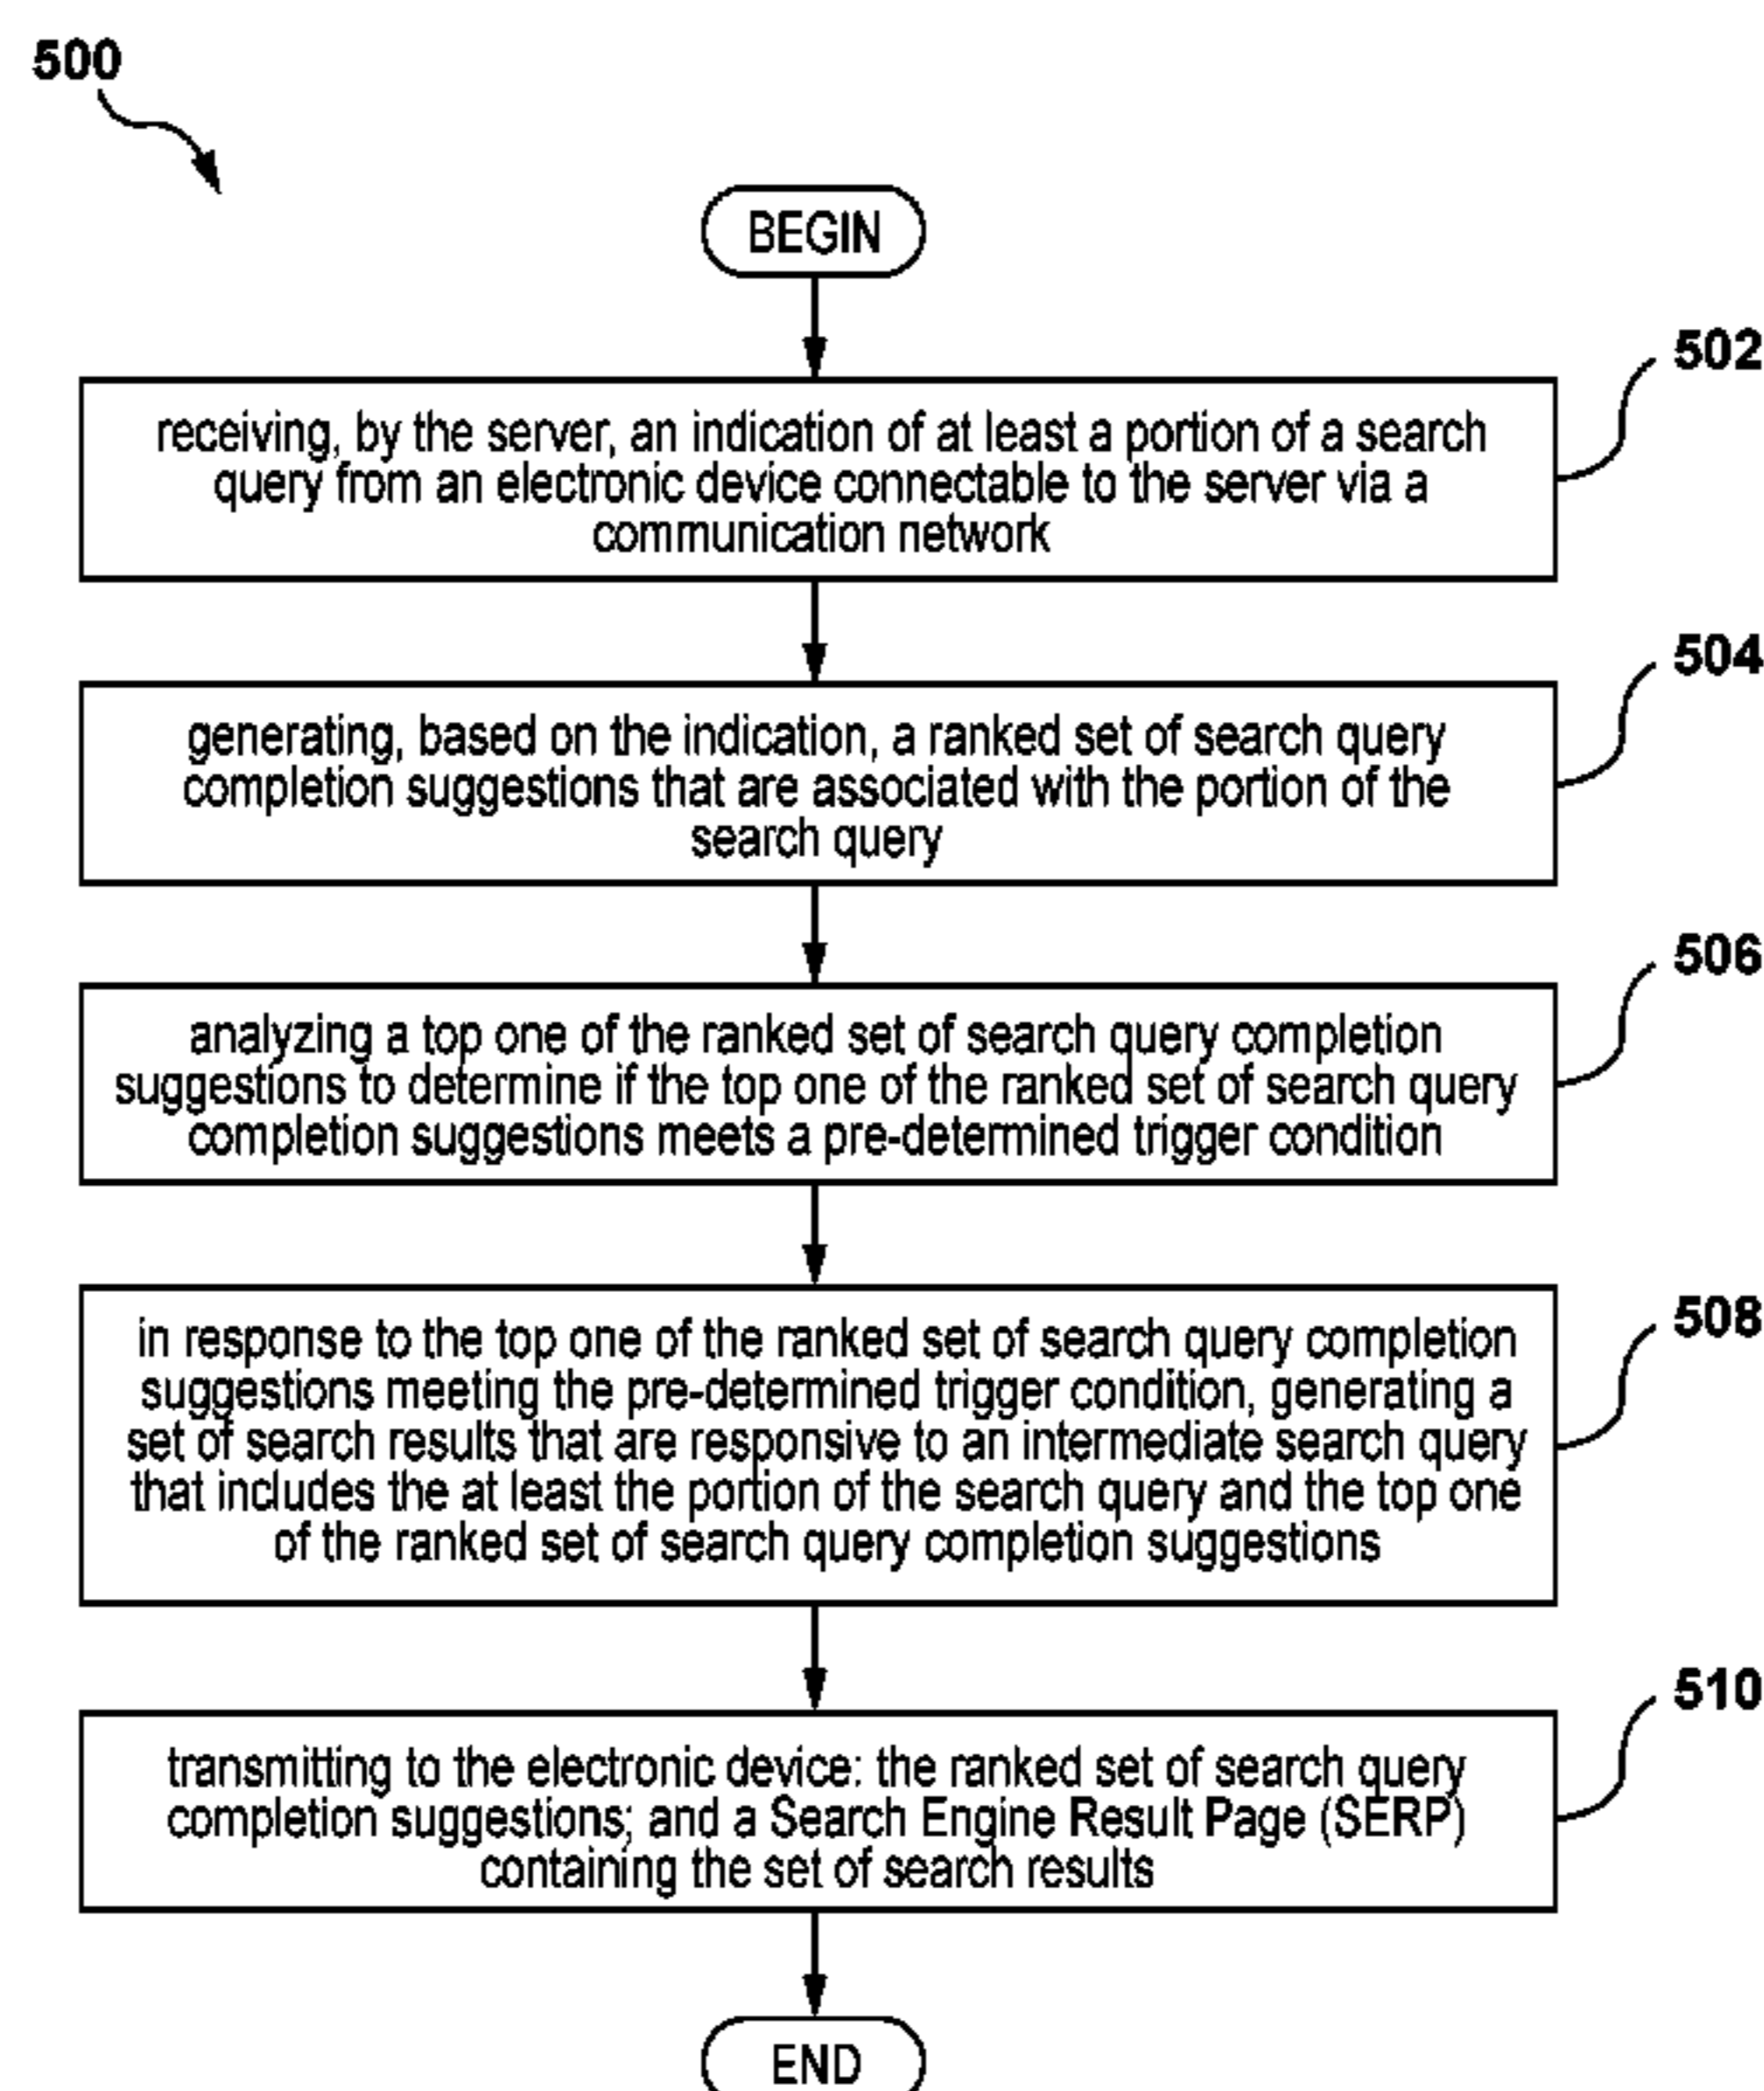 500
BEGIN
502
receiving, by the server, an indication of at least a portion of a search
query from an electronic device connectable to the server via a
communication network
504
generating, based on the indication, a ranked set of search query
completion suggestions that are associated with the portion of the
search query
506
analyzing a top one of the ranked set of search query completion
suggestions to determine if the top one of the ranked set of search query
completion suggestions meets a pre-determined trigger condition
508
in response to the top one of the ranked set of search query completion
suggestions meeting the pre-determined trigger condition, generating a
set of search results that are responsive to an intermediate search query
that includes the at least the portion of the search query and the top one
of the ranked set of search query completion suggestions
510
transmitting to the electronic device: the ranked set of search query
completion suggestions; and a Search Engine Result Page (SERP)
containing the set of search results
END